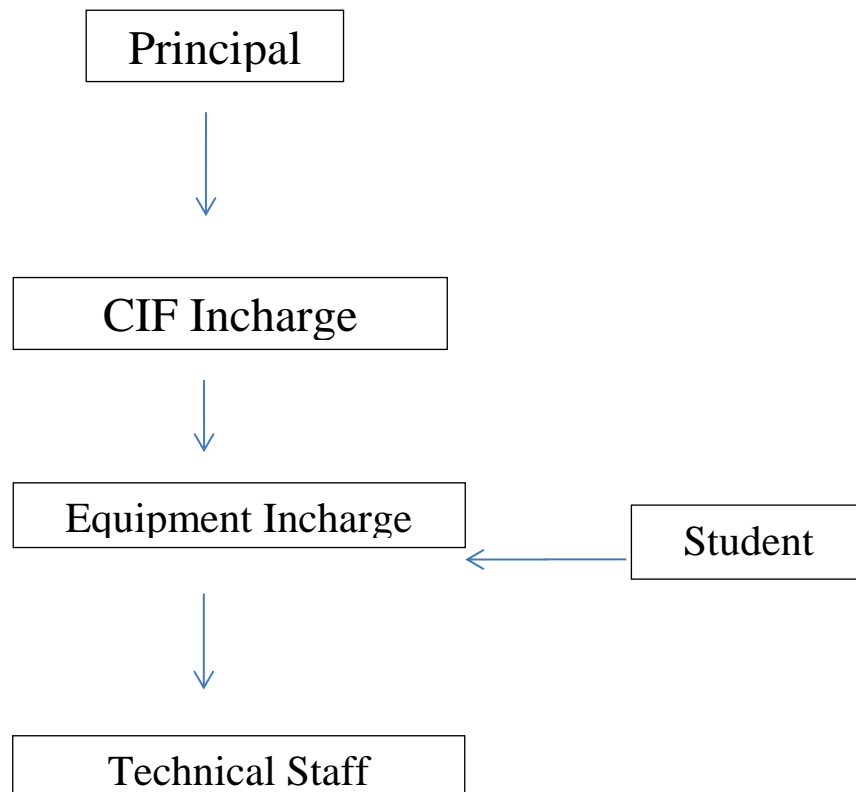 Principal
CIF Incharge
Equipment Incharge
Student
Technical Staff